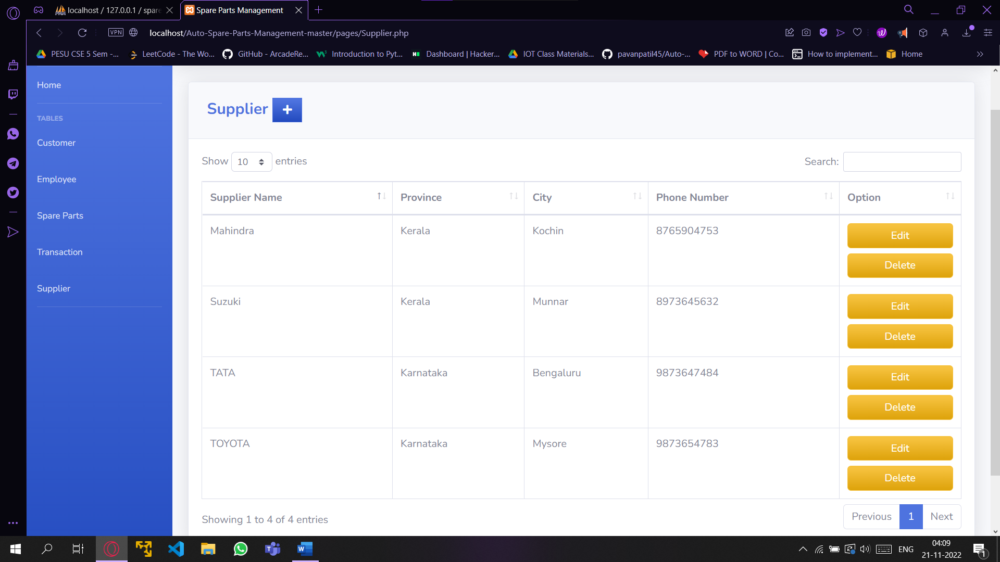 localhost / 127.0.0.1 / spare
Spare Parts Management
VPN
localhost/Auto-Spare-Parts-Management-master/pages/Supplier.php
PESU CSE 5 Sem -...
LeetCode - The Wo...
GitHub - ArcadeRe...
Introduction to Pyt...
Dashboard | Hacker...
IOT Class Materials...
pavanpatil45/Auto-...
PDF to WORD | Co...
How to implement...
Home
Home
TABLES
Customer
Employee
Spare Parts
Transaction
Supplier
Supplier +
Show 10 entries
Search:
Supplier Name Province City Phone Number Option
Mahindra Kerala Kochin 8765904753 Edit
Delete
Suzuki Kerala Munnar 8973645632 Edit
Delete
TATA Karnataka Bengaluru 9873647484 Edit
Delete
TOYOTA Karnataka Mysore 9873654783 Edit
Delete
Showing 1 to 4 of 4 entries
Previous 1 Next
ENG
04:09
21-11-2022
1